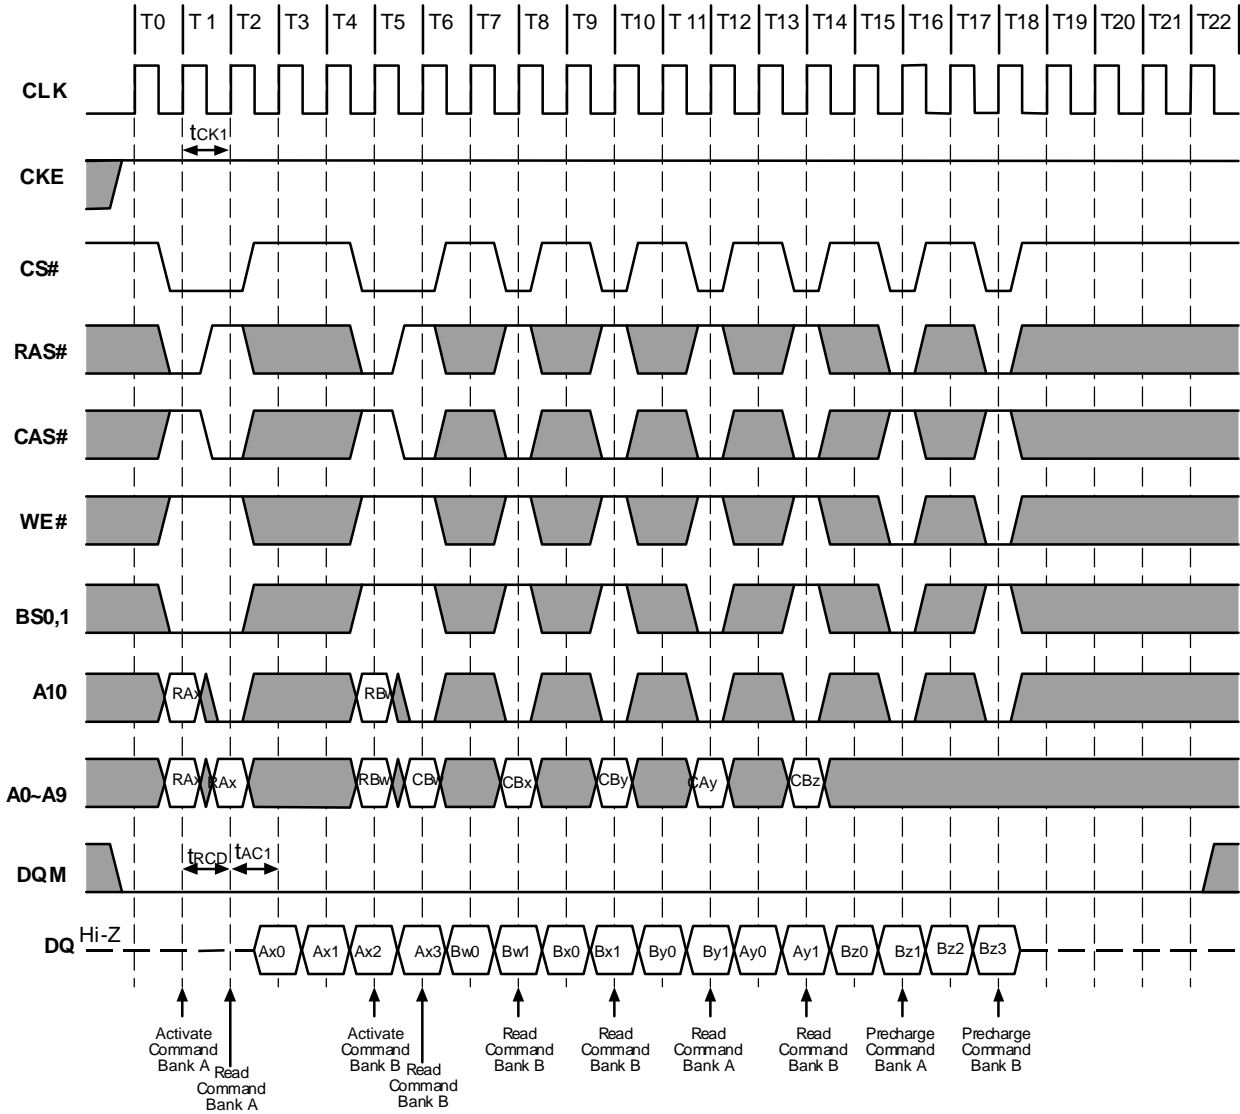 T0 T 1 T2 T3 T4 T5 T6 T7 T8 T9 T10 T 11 T12 T13 T14 T15 T16 T17 T18 T19 T20 T21 T22
CLK
tCK1
CKE
CS#
RAS#
CAS#
WE#
BS0,1
A10 RAx RBw
A0~A9 RAx RAx RBw CBw CBx CBy CAy CBz
DQM tRCD tAC1
DQ Hi-Z Ax0 Ax1 Ax2 Ax3 Bw0 Bw1 Bx0 Bx1 By0 By1 Ay0 Ay1 Bz0 Bz1 Bz2 Bz3
Activate
Command
Bank A
Read
Command
Bank A
Activate
Command
Bank B
Read
Command
Bank B
Read
Command
Bank B
Read
Command
Bank B
Read
Command
Bank A
Read
Command
Bank B
Precharge
Command
Bank A
Precharge
Command
Bank B